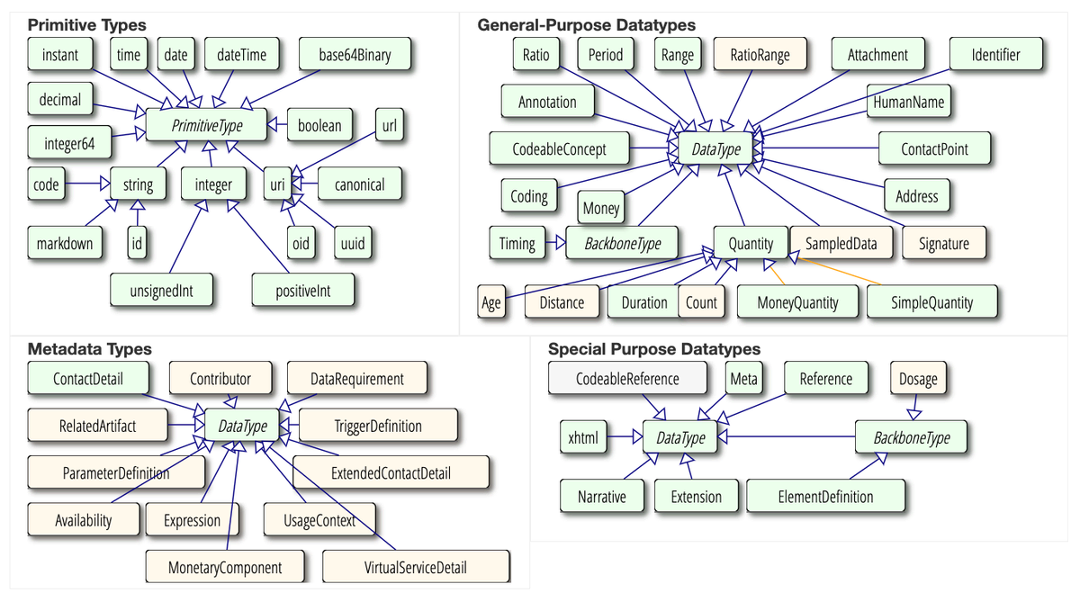 Primitive Types
instant
time
date
dateTime
base64Binary
decimal
PrimitiveType
boolean
url
integer64
code
string
integer
uri
canonical
markdown
id
oid
uuid
unsignedInt
positiveInt
General-Purpose Datatypes
Ratio
Period
Range
RatioRange
Attachment
Identifier
Annotation
HumanName
CodeableConcept
DataType
ContactPoint
Coding
Money
Address
Timing
BackboneType
Quantity
SampledData
Signature
Age
Distance
Duration
Count
MoneyQuantity
SimpleQuantity
Metadata Types
ContactDetail
Contributor
DataRequirement
RelatedArtifact
DataType
TriggerDefinition
ParameterDefinition
ExtendedContactDetail
Availability
Expression
UsageContext
MonetaryComponent
VirtualServiceDetail
Special Purpose Datatypes
CodeableReference
Meta
Reference
Dosage
xhtml
DataType
BackboneType
Narrative
Extension
ElementDefinition